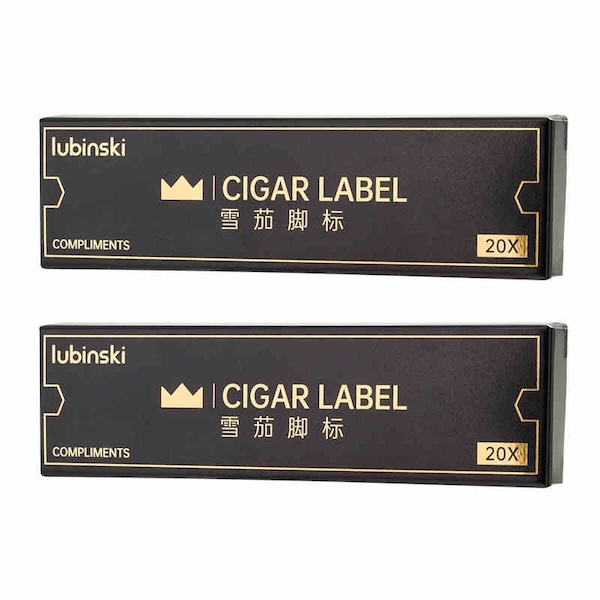 lubinski
CIGAR LABEL
雪茄脚标
COMPLIMENTS
20X
lubinski
CIGAR LABEL
雪茄脚标
COMPLIMENTS
20X